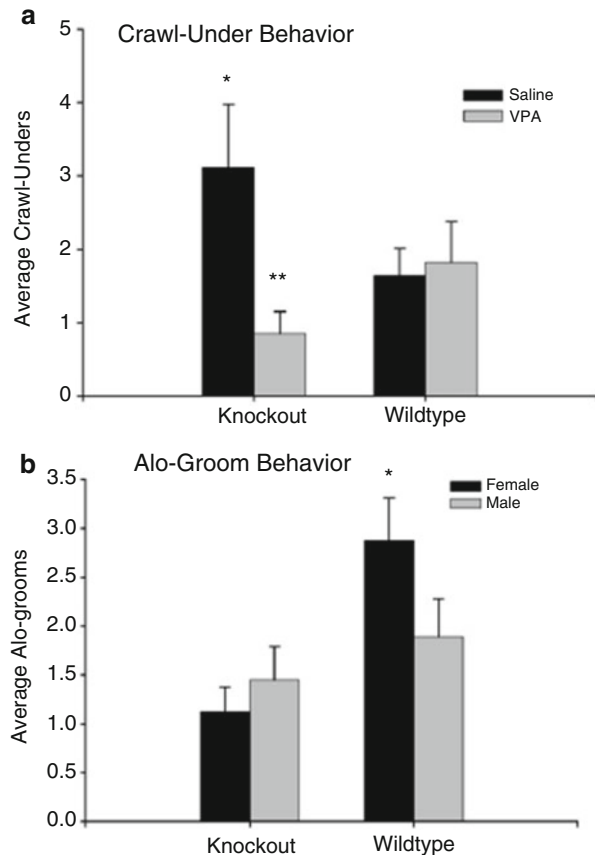 a
Crawl-Under Behavior
5
4
3
2
1
0
Average Crawl-Unders
*
**
Saline
VPA
Knockout
Wildtype
b
Alo-Groom Behavior
3.5
3.0
2.5
2.0
1.5
1.0
0.5
0.0
Average Alo-grooms
*
Female
Male
Knockout
Wildtype